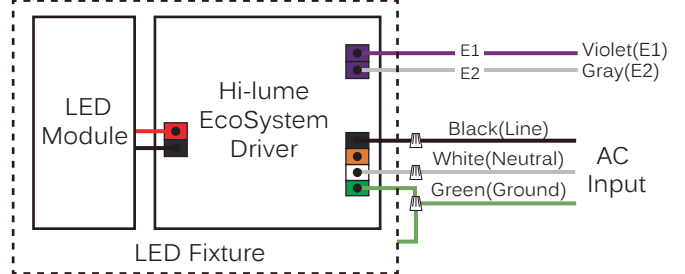 LED
Module
Hi-lume
EcoSystem
Driver
E1
Violet(E1)
E2
Gray(E2)
Black(Line)
White(Neutral)
Green(Ground)
AC
Input
LED Fixture